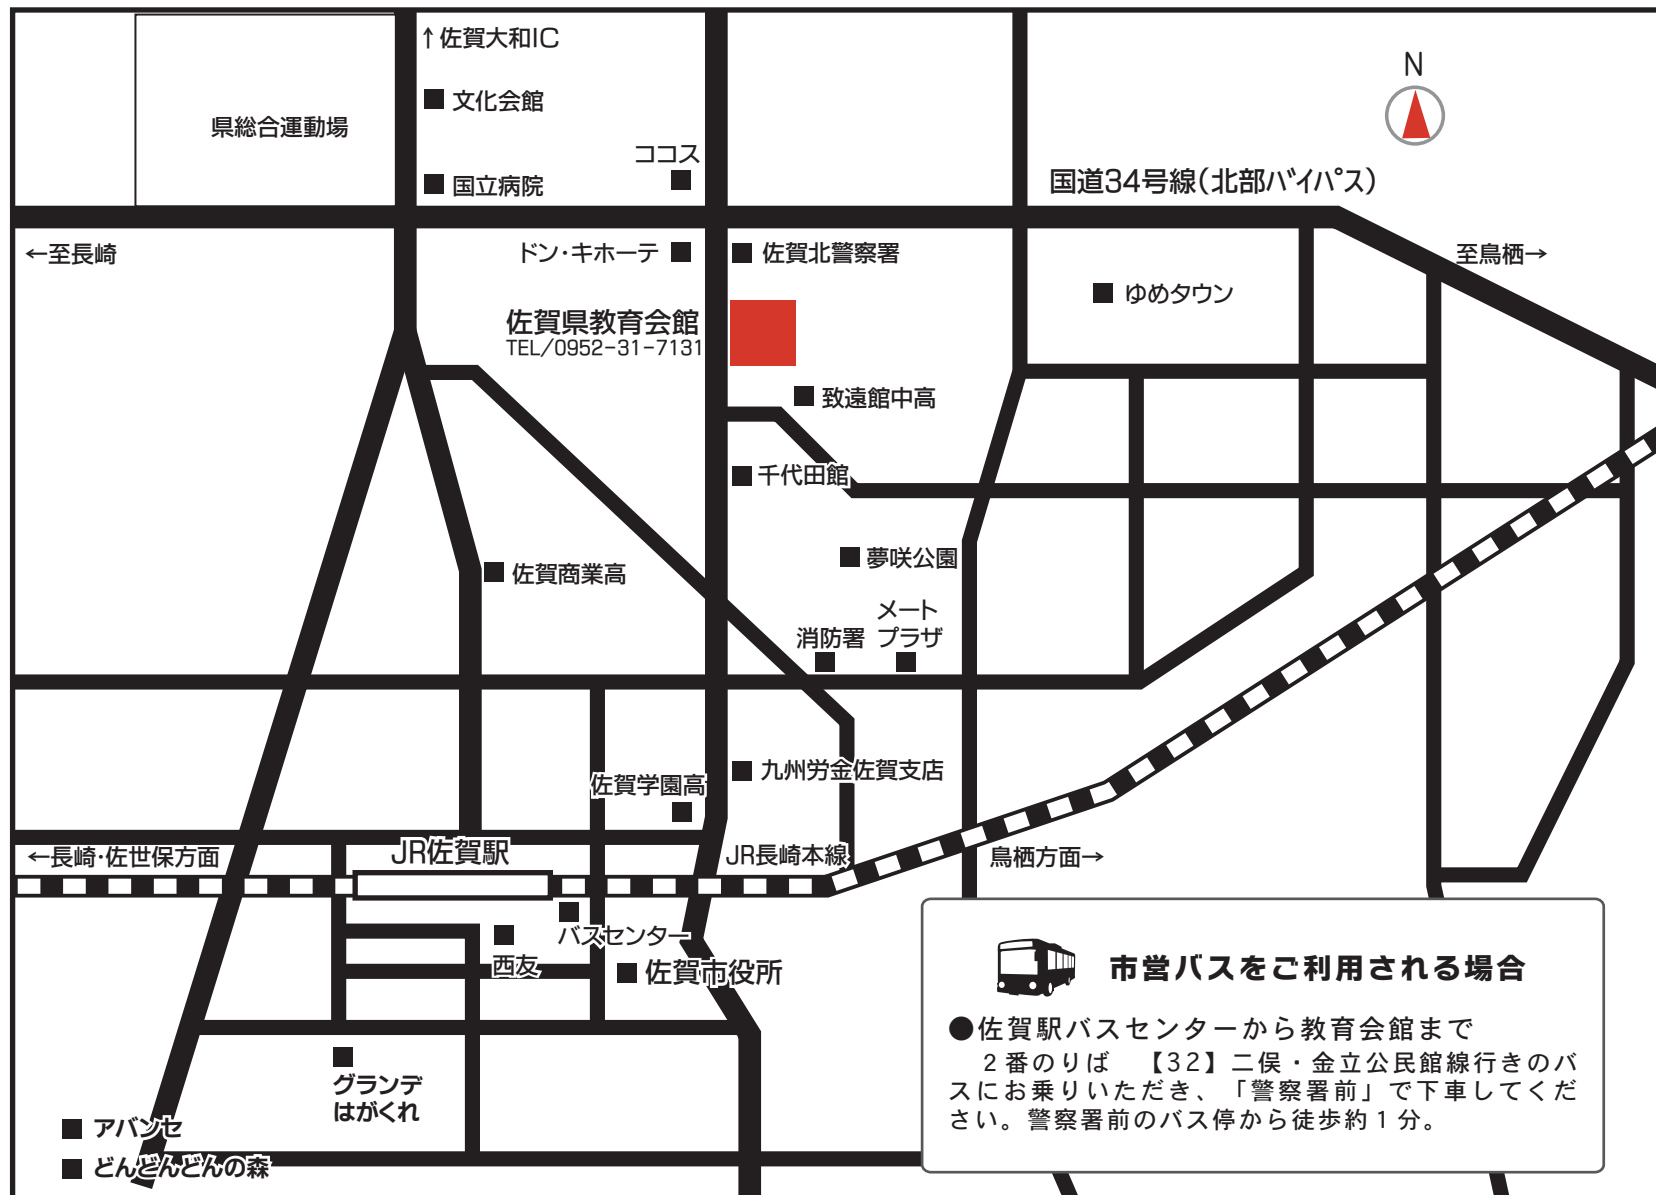 ↑佐賀大和IC
文化会館
県総合運動場
国立病院
ココス
N
国道34号線(北部バイパス)
←至長崎
ドン・キホーテ
佐賀北警察署
至鳥栖→
ゆめタウン
佐賀県教育会館
TEL/0952-31-7131
致遠館中高
千代田館
佐賀商業高
夢咲公園
メート
プラザ
消防署
佐賀学園高
九州労金佐賀支店
←長崎・佐世保方面
JR佐賀駅
JR長崎本線
鳥栖方面→
バスセンター
西友
佐賀市役所
グランデ
はがくれ
アバンセ
どんどんどんの森
市営バスをご利用される場合
●佐賀駅バスセンターから教育会館まで
2番のりば 【32】二俣・金立公民館線行きのバ
スにお乗りいただき、「警察署前」で下車してくだ
さい。警察署前のバス停から徒歩約1分。